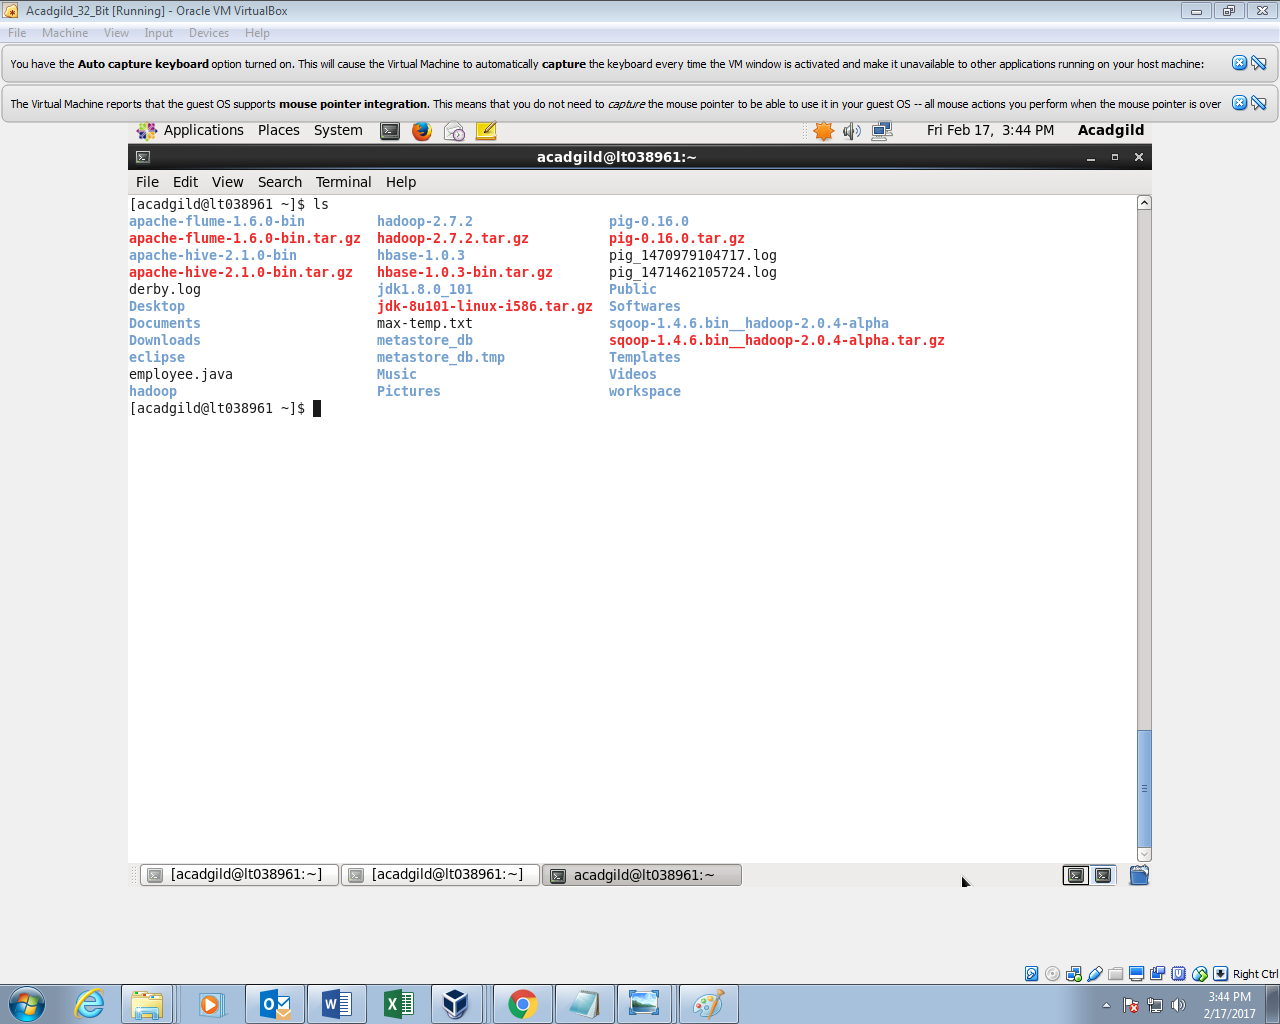 Acadgild_32_Bit [Running] - Oracle VM VirtualBox
File Machine View Input Devices Help
You have the Auto capture keyboard option turned on. This will cause the Virtual Machine to automatically capture the keyboard every time the VM window is activated and make it unavailable to other applications running on your host machine:
The Virtual Machine reports that the guest OS supports mouse pointer integration. This means that you do not need to capture the mouse pointer to be able to use it in your guest OS -- all mouse actions you perform when the mouse pointer is over
Applications Places System Fri Feb 17, 3:44 PM Acadgild
acadgild@lt038961:~
File Edit View Search Terminal Help
[acadgild@lt038961 ~]$ ls
apache-flume-1.6.0-bin hadoop-2.7.2 pig-0.16.0
apache-flume-1.6.0-bin.tar.gz hadoop-2.7.2.tar.gz pig-0.16.0.tar.gz
apache-hive-2.1.0-bin hbase-1.0.3 pig_1470979104717.log
apache-hive-2.1.0-bin.tar.gz hbase-1.0.3-bin.tar.gz pig_1471462105724.log
derby.log jdk1.8.0_101 Public
Desktop jdk-8u101-linux-i586.tar.gz Softwares
Documents max-temp.txt sqoop-1.4.6.bin__hadoop-2.0.4-alpha
Downloads metastore_db sqoop-1.4.6.bin__hadoop-2.0.4-alpha.tar.gz
eclipse metastore_db.tmp Templates
employee.java Music Videos
hadoop Pictures workspace
[acadgild@lt038961 ~]$
[acadgild@lt038961:~] [acadgild@lt038961:~] acadgild@lt038961:~
Right Ctrl
3:44 PM
2/17/2017